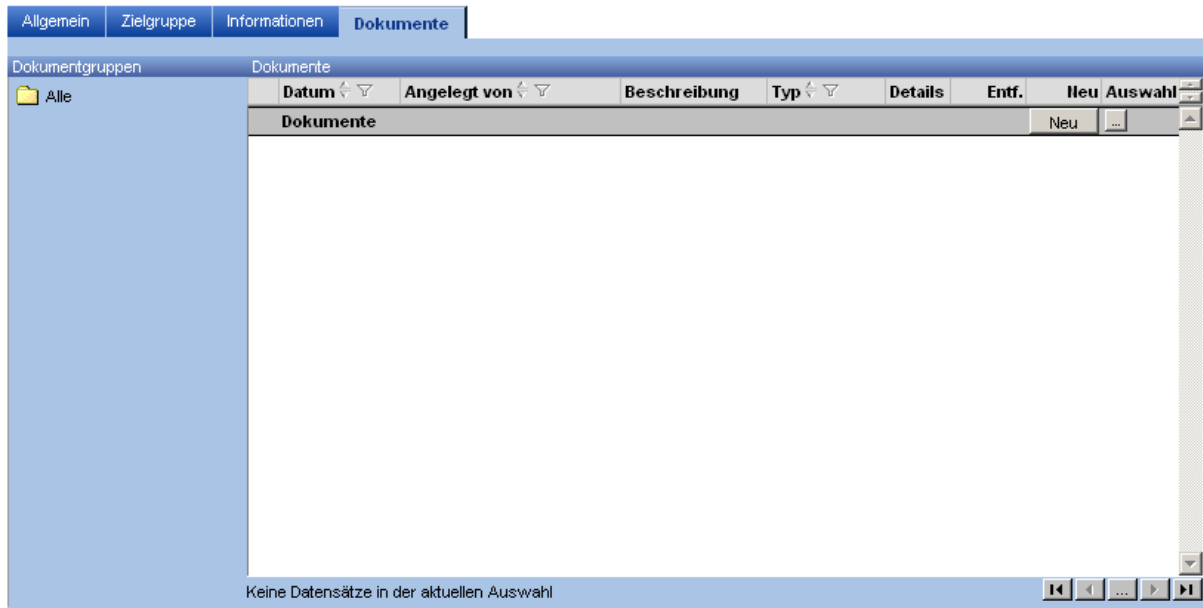 Allgemein Zielgruppe Informationen Dokumente
Dokumentgruppen Dokumente
Alle
Datum Angelegt von Beschreibung Typ Details Entf. Neu Auswahl
Dokumente Neu ...
Keine Datensätze in der aktuellen Auswahl ...